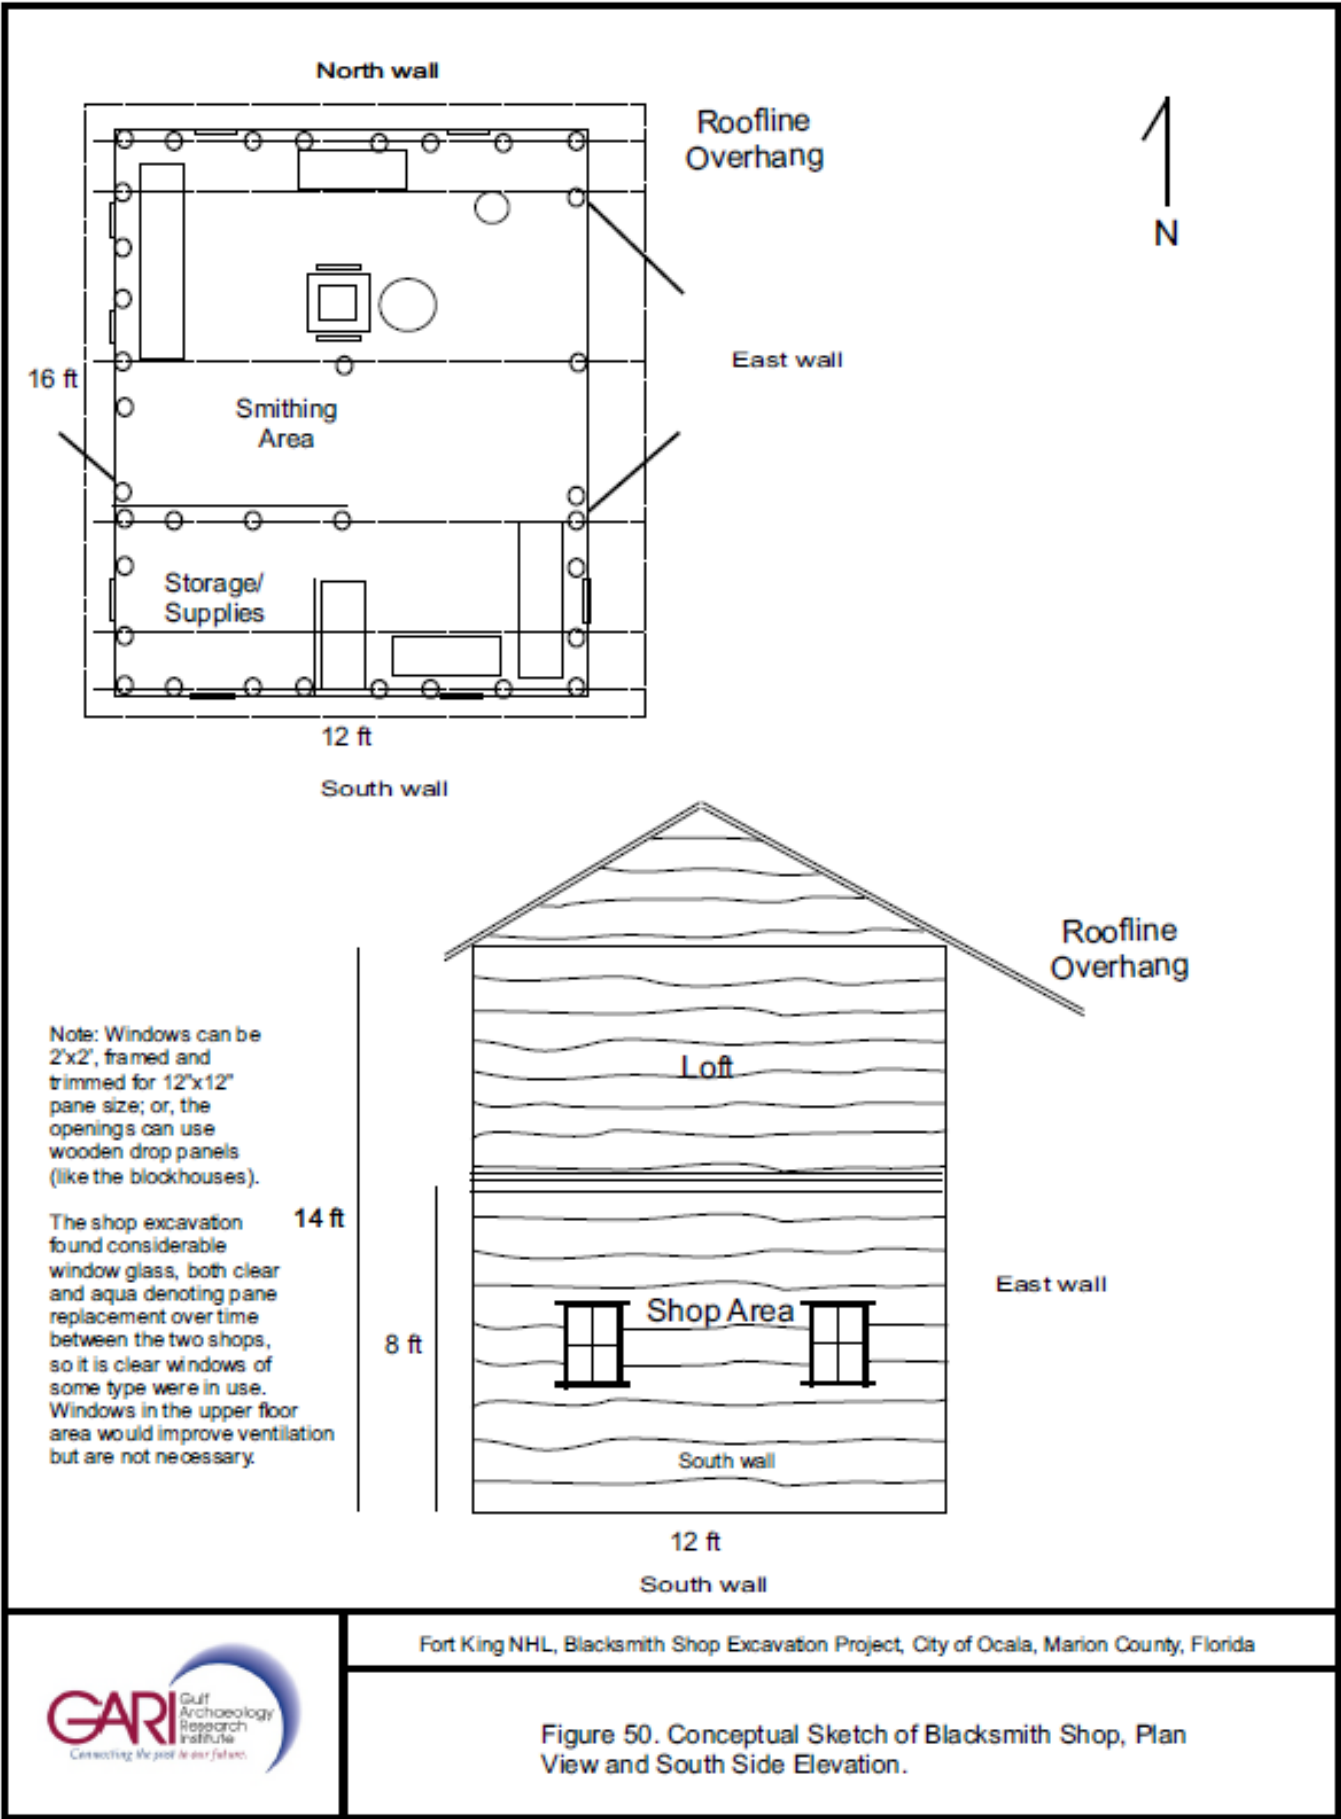 North wall
Roofline
Overhang
N
East wall
16 ft
Smithing
Area
Storage/
Supplies
12 ft
South wall
Roofline
Overhang
Note: Windows can be
2'x2', framed and
trimmed for 12"x12"
pane size; or, the
openings can use
wooden drop panels
(like the blockhouses).
The shop excavation
found considerable
window glass, both clear
and aqua denoting pane
replacement over time
between the two shops,
so it is clear windows of
some type were in use.
Windows in the upper floor
area would improve ventilation
but are not necessary.
14 ft
8 ft
Loft
Shop Area
East wall
South wall
12 ft
South wall
GARI
Gulf
Archaeology
Research
Institute
Connecting the past to our future.
Fort King NHL, Blacksmith Shop Excavation Project, City of Ocala, Marion County, Florida
Figure 50. Conceptual Sketch of Blacksmith Shop, Plan
View and South Side Elevation.